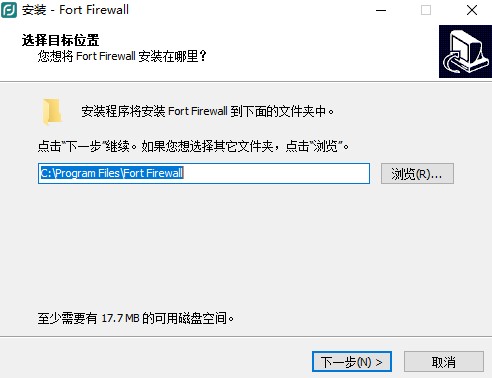 安装 - Fort Firewall
选择目标位置
您想将 Fort Firewall 安装在哪里？
安装程序将安装 Fort Firewall 到下面的文件夹中。
点击“下一步”继续。如果您想选择其它文件夹，点击“浏览”。
C:\Program Files\Fort Firewall
浏览(R)...
至少需要有 17.7 MB 的可用磁盘空间。
下一步(N) >
取消